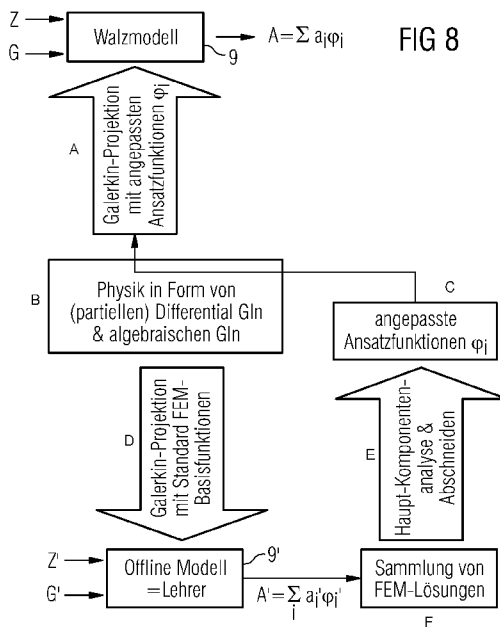 Z
G
Walzmodell
9
A = Σ aᵢφᵢ
FIG 8
A
Galerkin-Projektion
mit angepassten
Ansatzfunktionen φᵢ
B
Physik in Form von
(partiellen) Differential Gln
& algebraischen Gln
C
angepasste
Ansatzfunktionen φᵢ
D
Galerkin-Projektion
mit Standard FEM-
Basisfunktionen
E
Haupt-Komponenten-
analyse &
Abschneiden
Z'
G'
Offline Modell
=Lehrer
9'
A' = Σ aᵢ'φᵢ'
i
Sammlung von
FEM-Lösungen
F